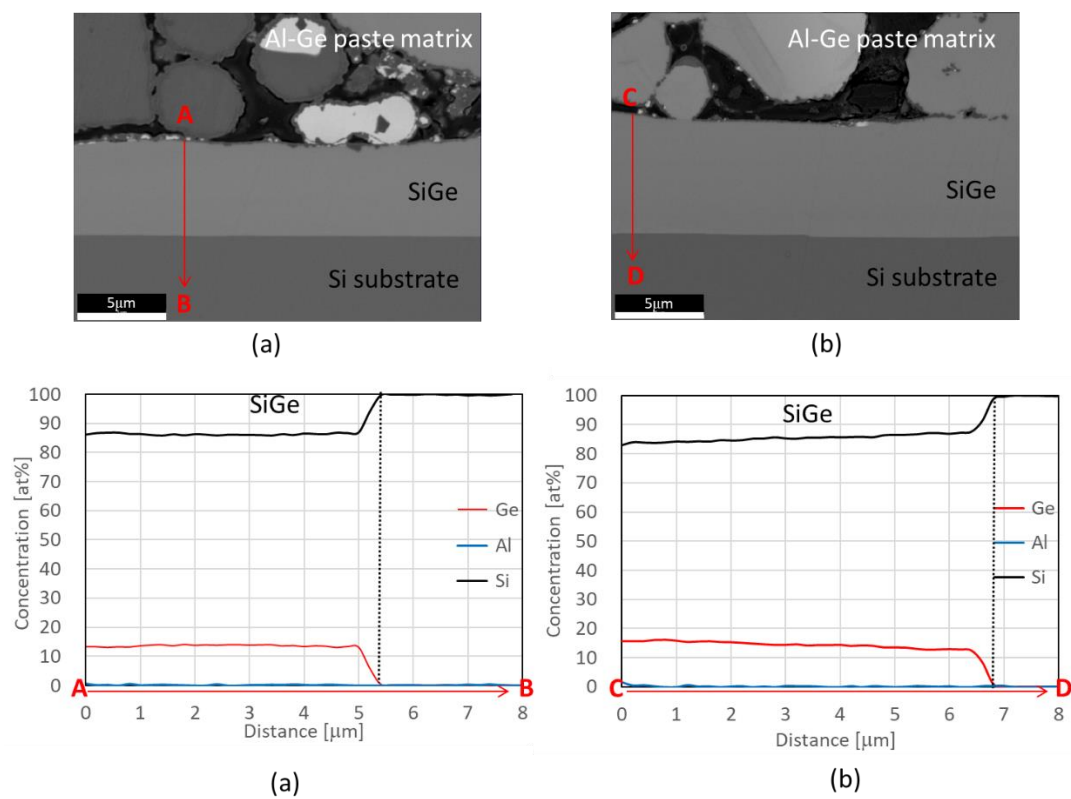 Al-Ge paste matrix
A
SiGe
B
Si substrate
5μm
(a)
Al-Ge paste matrix
C
SiGe
D
Si substrate
5μm
(b)
100
90
80
70
60
50
40
30
20
10
0
Concentration [at%]
SiGe
Ge
Al
Si
A
B
0 1 2 3 4 5 6 7 8
Distance [μm]
(a)
100
90
80
70
60
50
40
30
20
10
0
Concentration [at%]
SiGe
Ge
Al
Si
C
D
0 1 2 3 4 5 6 7 8
Distance [μm]
(b)